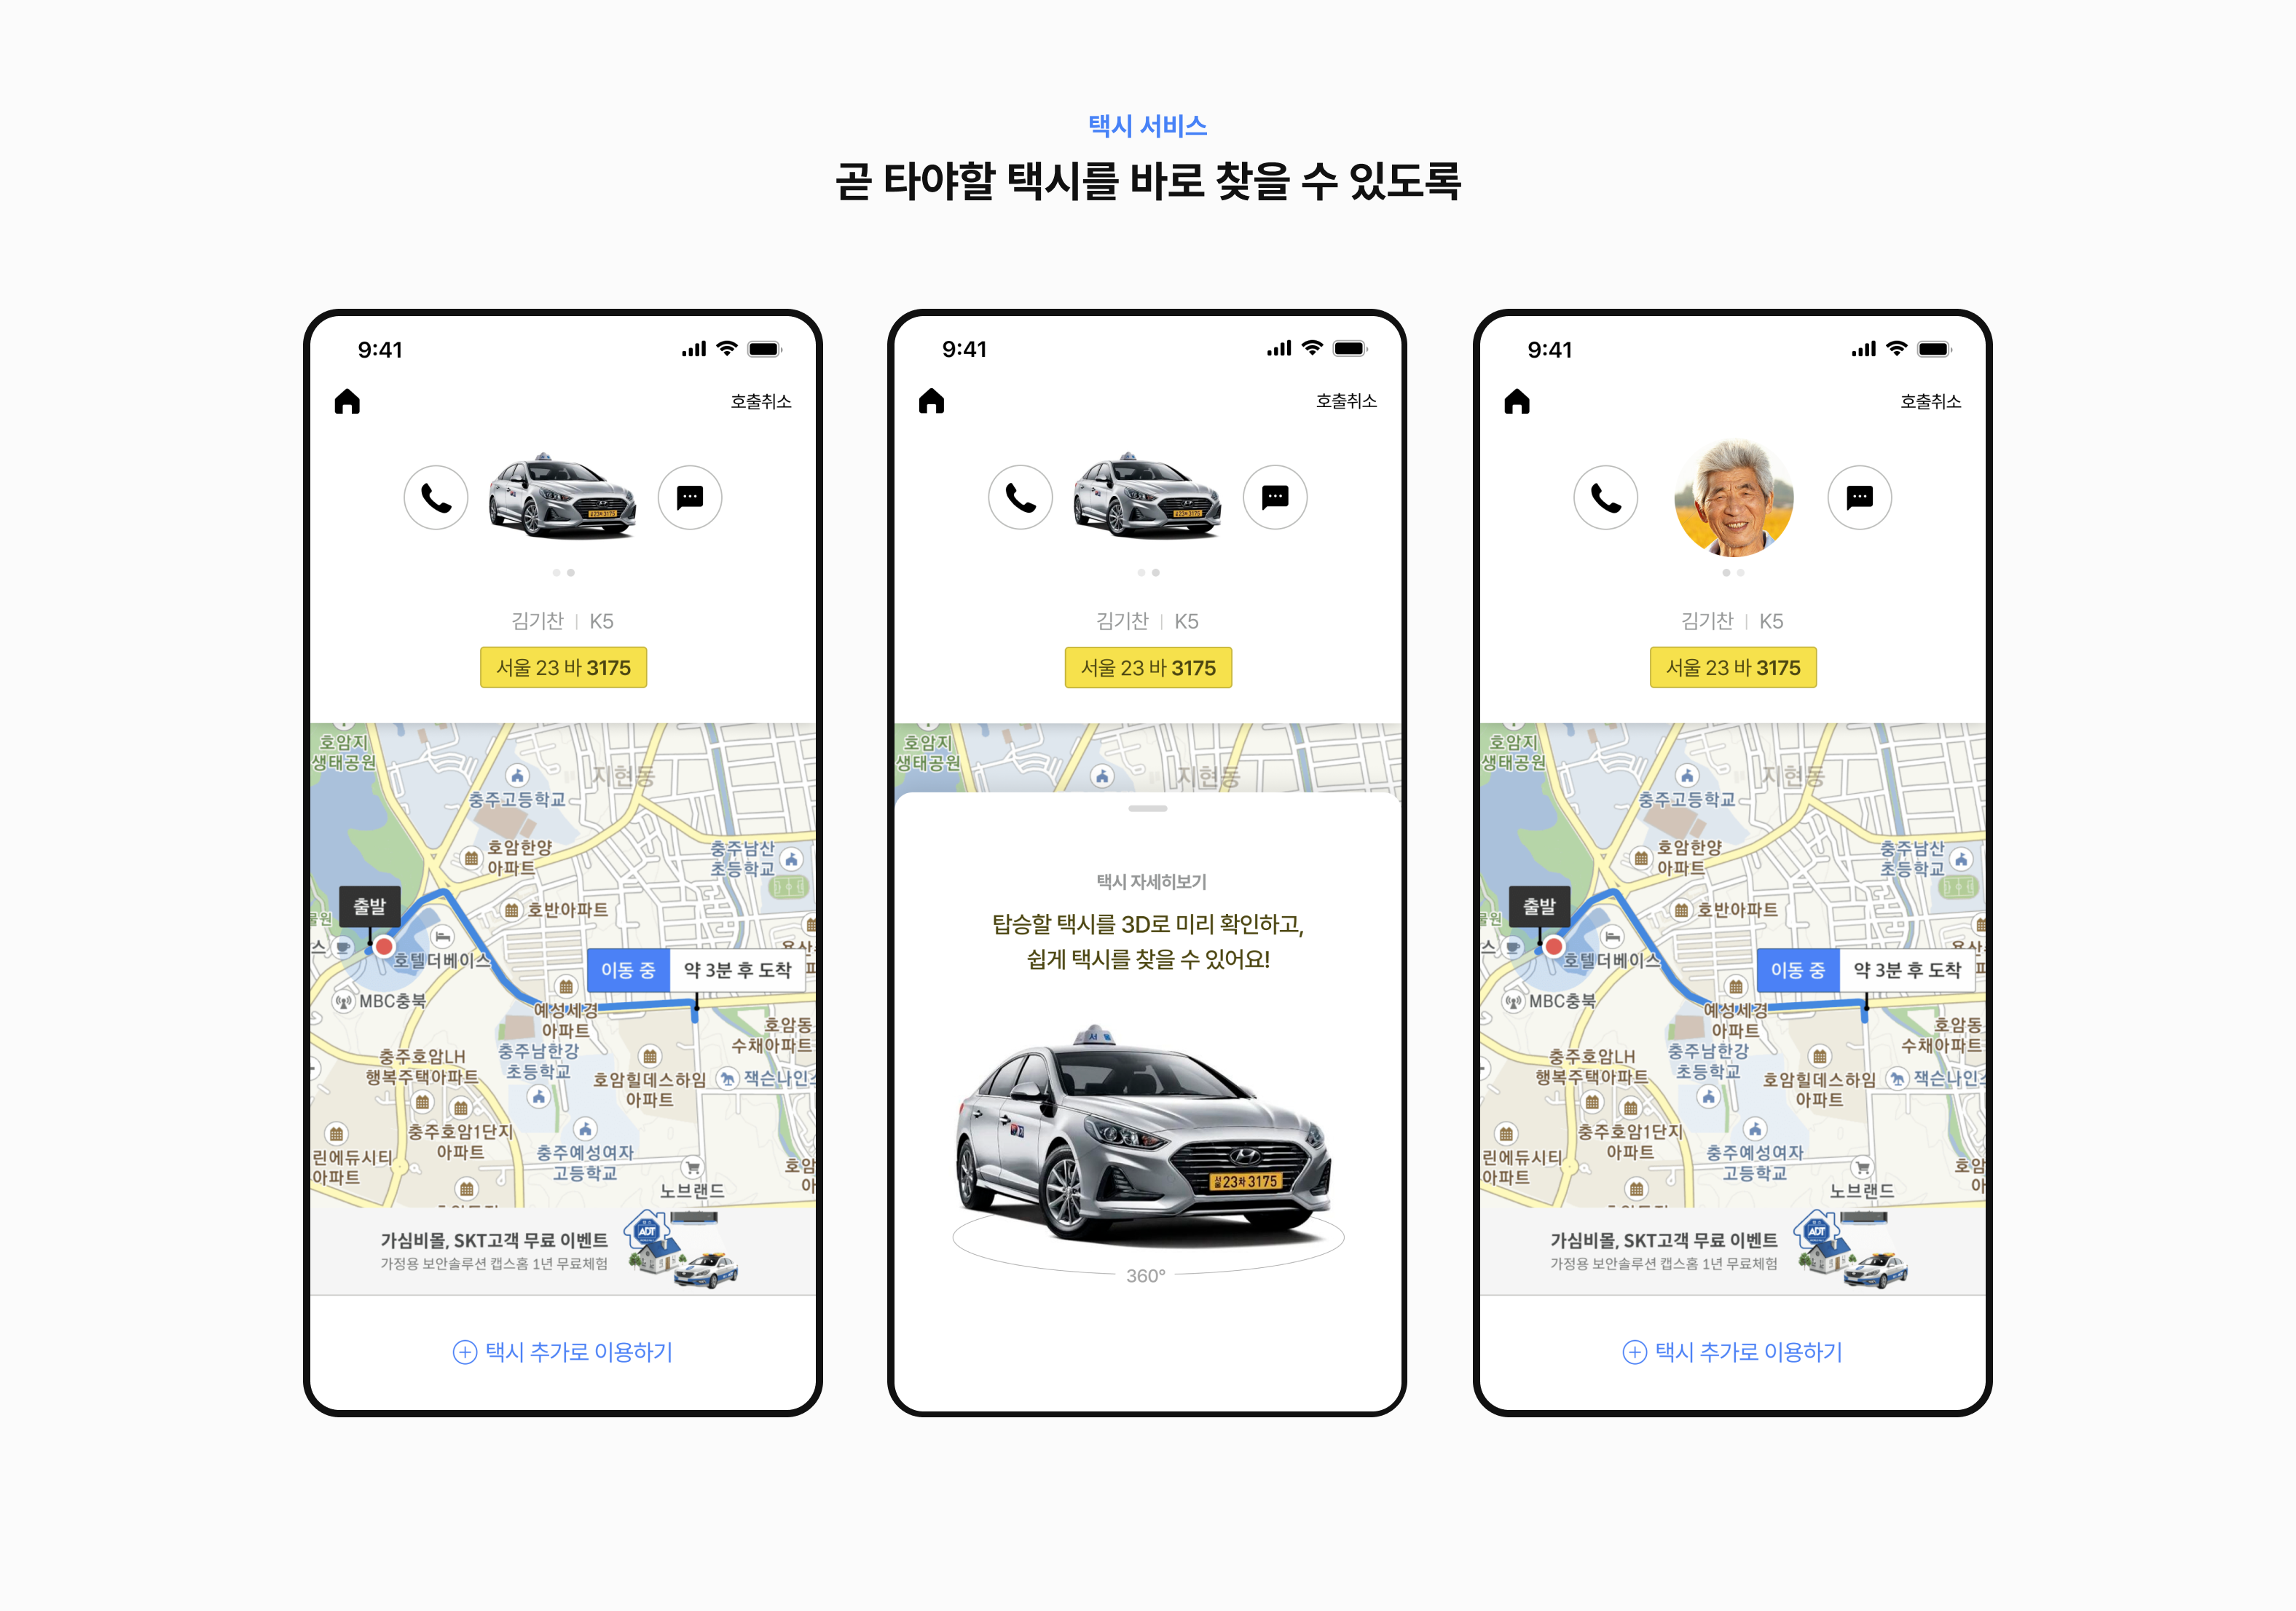 택시 서비스
곧 타야할 택시를 바로 찾을 수 있도록
9:41
호출취소
김기찬 | K5
서울 23 바 3175
호암지
생태공원
지현동
충주고등학교
호암한양
아파트
충주남산
초등학교
출발
호반아파트
호텔더베이스
이동 중 약 3분 후 도착
MBC충북
예성세경
아파트
호암동
수채아파트
충주남한강
초등학교
충주호암LH
행복주택아파트
호암힐데스하임
아파트
잭슨나인스
충주호암1단지
아파트
충주예성여자
고등학교
린에듀시티
아파트
호암
노브랜드
가심비몰, SKT고객 무료 이벤트
가정용 보안솔루션 캡스홈 1년 무료체험
ADT
택시 추가로 이용하기
9:41
호출취소
김기찬 | K5
서울 23 바 3175
호암지
생태공원
지현동
택시 자세히보기
탑승할 택시를 3D로 미리 확인하고,
쉽게 택시를 찾을 수 있어요!
서울 23 바 3175
360°
9:41
호출취소
김기찬 | K5
서울 23 바 3175
호암지
생태공원
지현동
충주고등학교
호암한양
아파트
충주남산
초등학교
출발
호반아파트
호텔더베이스
이동 중 약 3분 후 도착
MBC충북
예성세경
아파트
호암동
수채아파트
충주남한강
초등학교
충주호암LH
행복주택아파트
호암힐데스하임
아파트
잭슨나인스
충주호암1단지
아파트
충주예성여자
고등학교
린에듀시티
아파트
호암
노브랜드
가심비몰, SKT고객 무료 이벤트
가정용 보안솔루션 캡스홈 1년 무료체험
ADT
택시 추가로 이용하기